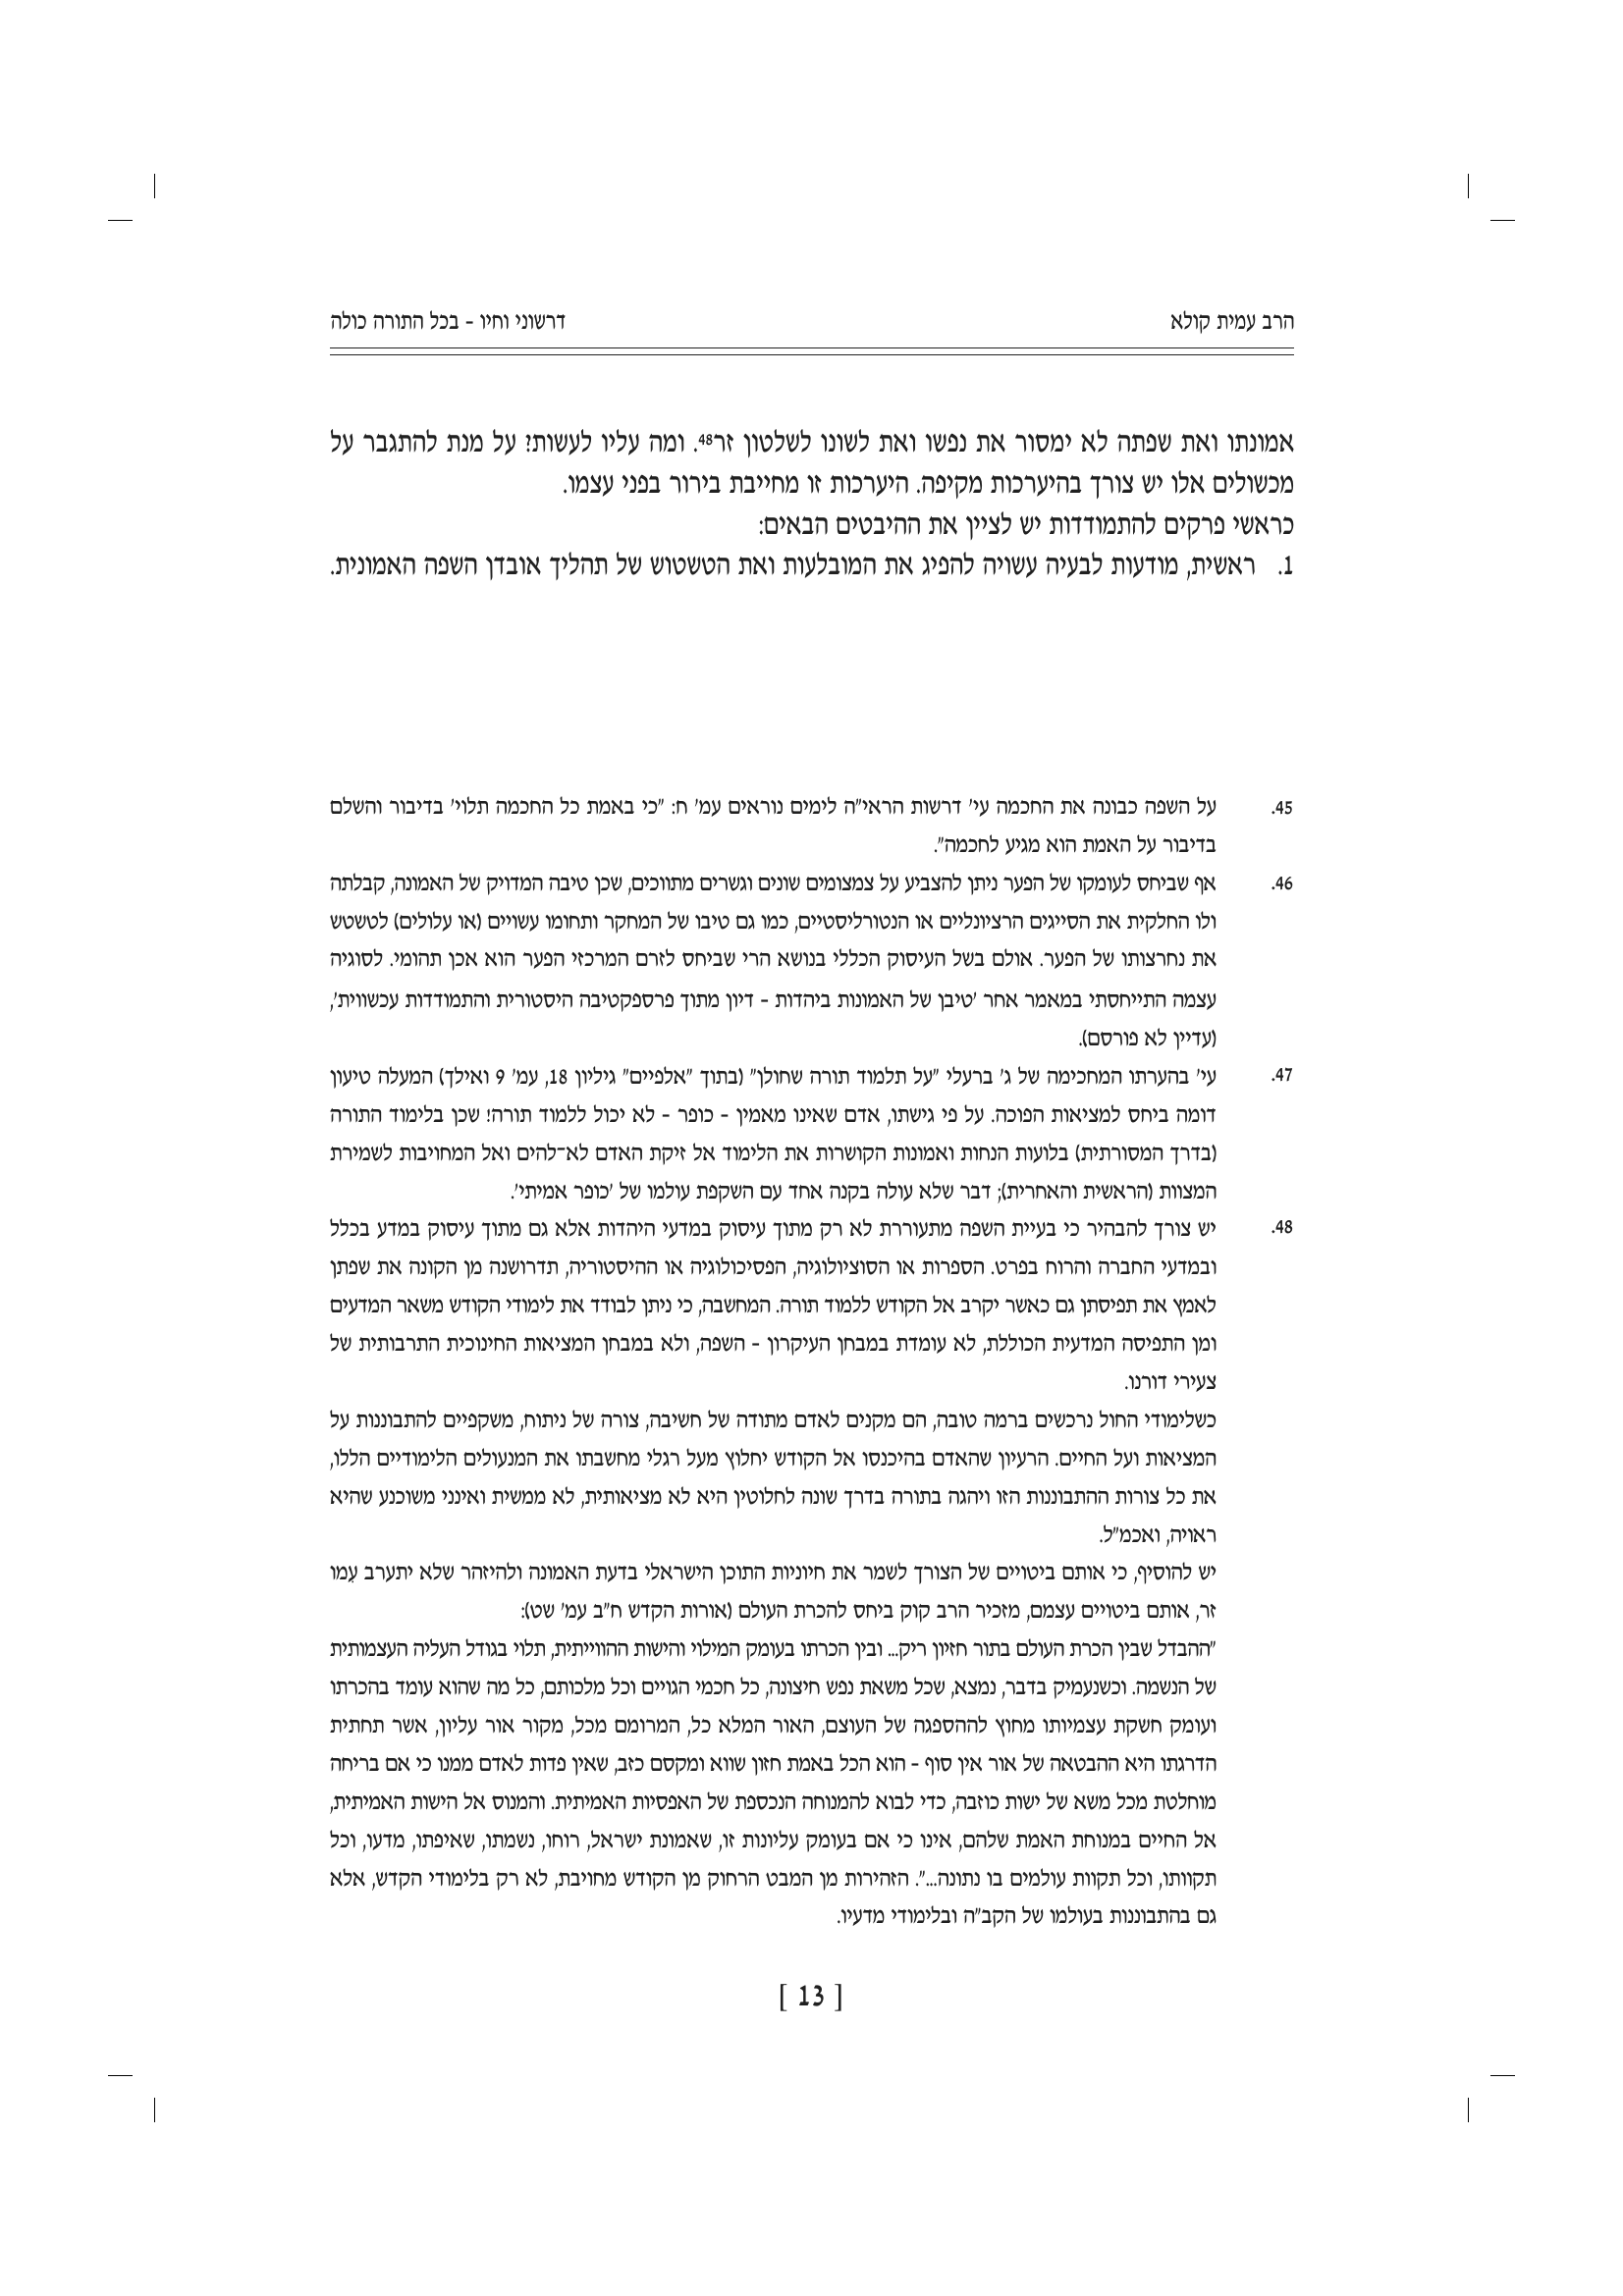 הרב עמית קולא
דרשוני וחיו - בכל התורה כולה
אמונתו ואת שפתה לא ימסור את נפשו ואת לשונו לשלטון זר48. ומה עליו לעשות? על מנת להתגבר על
מכשולים אלו יש צורך בהיערכות מקיפה. היערכות זו מחייבת בירור בפני עצמו.
כראשי פרקים להתמודדות יש לציין את ההיבטים הבאים:
1. ראשית, מודעות לבעיה עשויה להפיג את המובלעות ואת הטשטוש של תהליך אובדן השפה האמונית.
45. על השפה כבונה את החכמה עי' דרשות הראי"ה לימים נוראים עמ' ח: "כי באמת כל החכמה תלוי' בדיבור והשלם
בדיבור על האמת הוא מגיע לחכמה".
46. אף שביחס לעומקו של הפער ניתן להצביע על צמצומים שונים וגשרים מתווכים, שכן טיבה המדויק של האמונה, קבלתה
ולו החלקית את הסייגים הרציונליים או הנטורליסטיים, כמו גם טיבו של המחקר ותחומו עשויים (או עלולים) לטשטש
את נחרצותו של הפער. אולם בשל העיסוק הכללי בנושא הרי שביחס לזרם המרכזי הפער הוא אכן תהומי. לסוגיה
עצמה התייחסתי במאמר אחר 'טיבן של האמונות ביהדות - דיון מתוך פרספקטיבה היסטורית והתמודדות עכשווית',
(עדיין לא פורסם).
47. עי' בהערתו המחכימה של ג' ברעלי "על תלמוד תורה שחולן" (בתוך "אלפיים" גיליון 18, עמ' 9 ואילך) המעלה טיעון
דומה ביחס למציאות הפוכה. על פי גישתו, אדם שאינו מאמין - כופר - לא יכול ללמוד תורה! שכן בלימוד התורה
(בדרך המסורתית) בלועות הנחות ואמונות הקושרות את הלימוד אל זיקת האדם לא-להים ואל המחויבות לשמירת
המצוות (הראשית והאחרית); דבר שלא עולה בקנה אחד עם השקפת עולמו של 'כופר אמיתי'.
48. יש צורך להבהיר כי בעיית השפה מתעוררת לא רק מתוך עיסוק במדעי היהדות אלא גם מתוך עיסוק במדע בכלל
ובמדעי החברה והרוח בפרט. הספרות או הסוציולוגיה, הפסיכולוגיה או ההיסטוריה, תדרושנה מן הקונה את שפתן
לאמץ את תפיסתן גם כאשר יקרב אל הקודש ללמוד תורה. המחשבה, כי ניתן לבודד את לימודי הקודש משאר המדעים
ומן התפיסה המדעית הכוללת, לא עומדת במבחן העיקרון - השפה, ולא במבחן המציאות החינוכית התרבותית של
צעירי דורנו.
כשלימודי החול נרכשים ברמה טובה, הם מקנים לאדם מתודה של חשיבה, צורה של ניתוח, משקפיים להתבוננות על
המציאות ועל החיים. הרעיון שהאדם בהיכנסו אל הקודש יחלוץ מעל רגלי מחשבתו את המנעולים הלימודיים הללו,
את כל צורות ההתבוננות הזו ויהגה בתורה בדרך שונה לחלוטין היא לא מציאותית, לא ממשית ואינני משוכנע שהיא
ראויה, ואכמ"ל.
יש להוסיף, כי אותם ביטויים של הצורך לשמר את חיוניות התוכן הישראלי בדעת האמונה ולהיזהר שלא יתערב עִמו
זר, אותם ביטויים עצמם, מזכיר הרב קוק ביחס להכרת העולם (אורות הקדש ח"ב עמ' שט):
"ההבדל שבין הכרת העולם בתור חזיון ריק... ובין הכרתו בעומק המילוי והישות ההווייתית, תלוי בגודל העליה העצמותית
של הנשמה. וכשנעמיק בדבר, נמצא, שכל משאת נפש חיצונה, כל חכמי הגויים וכל מלכותם, כל מה שהוא עומד בהכרתו
ועומק חשקת עצמיותו מחוץ לההספגה של העוצם, האור המלא כל, המרומם מכל, מקור אור עליון, אשר תחתית
הדרגתו היא ההבטאה של אור אין סוף - הוא הכל באמת חזון שווא ומקסם כזב, שאין פדות לאדם ממנו כי אם בריחה
מוחלטת מכל משא של ישות כוזבה, כדי לבוא להמנוחה הנכספת של האפסיות האמיתית. והמנוס אל הישות האמיתית,
אל החיים במנוחת האמת שלהם, אינו כי אם בעומק עליונות זו, שאמונת ישראל, רוחו, נשמתו, שאיפתו, מדעו, וכל
תקוותו, וכל תקוות עולמים בו נתונה...". הזהירות מן המבט הרחוק מן הקודש מחויבת, לא רק בלימודי הקדש, אלא
גם בהתבוננות בעולמו של הקב"ה ובלימודי מדעיו.
[ 13 ]